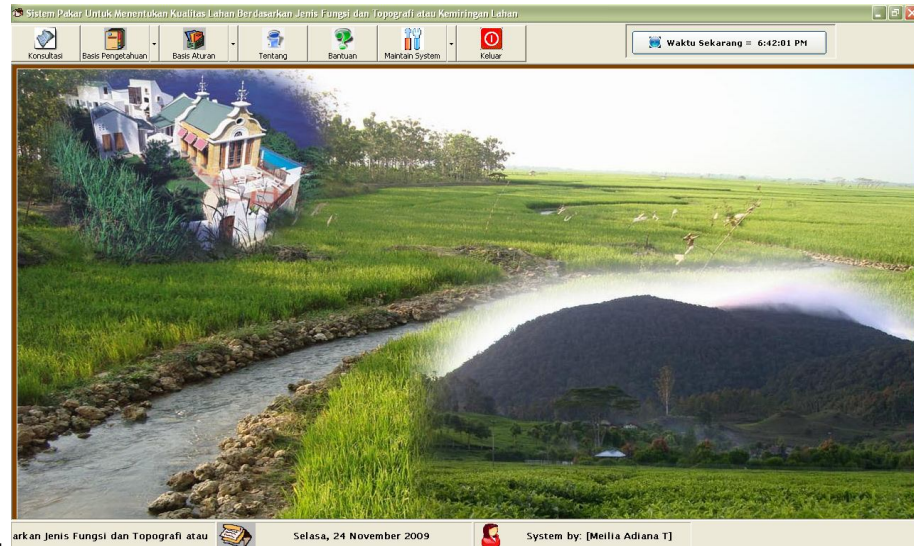 Sistem Pakar Untuk Menentukan Kualitas Lahan Berdasarkan Jenis Fungsi dan Topografi atau Kemiringan Lahan
Konsultasi
Basis Pengetahuan
Basis Aturan
Tentang
Bantuan
Maintain System
Keluar
Waktu Sekarang = 6:42:01 PM
arkan Jenis Fungsi dan Topografi atau
Selasa, 24 November 2009
System by: [Meilia Adiana T]